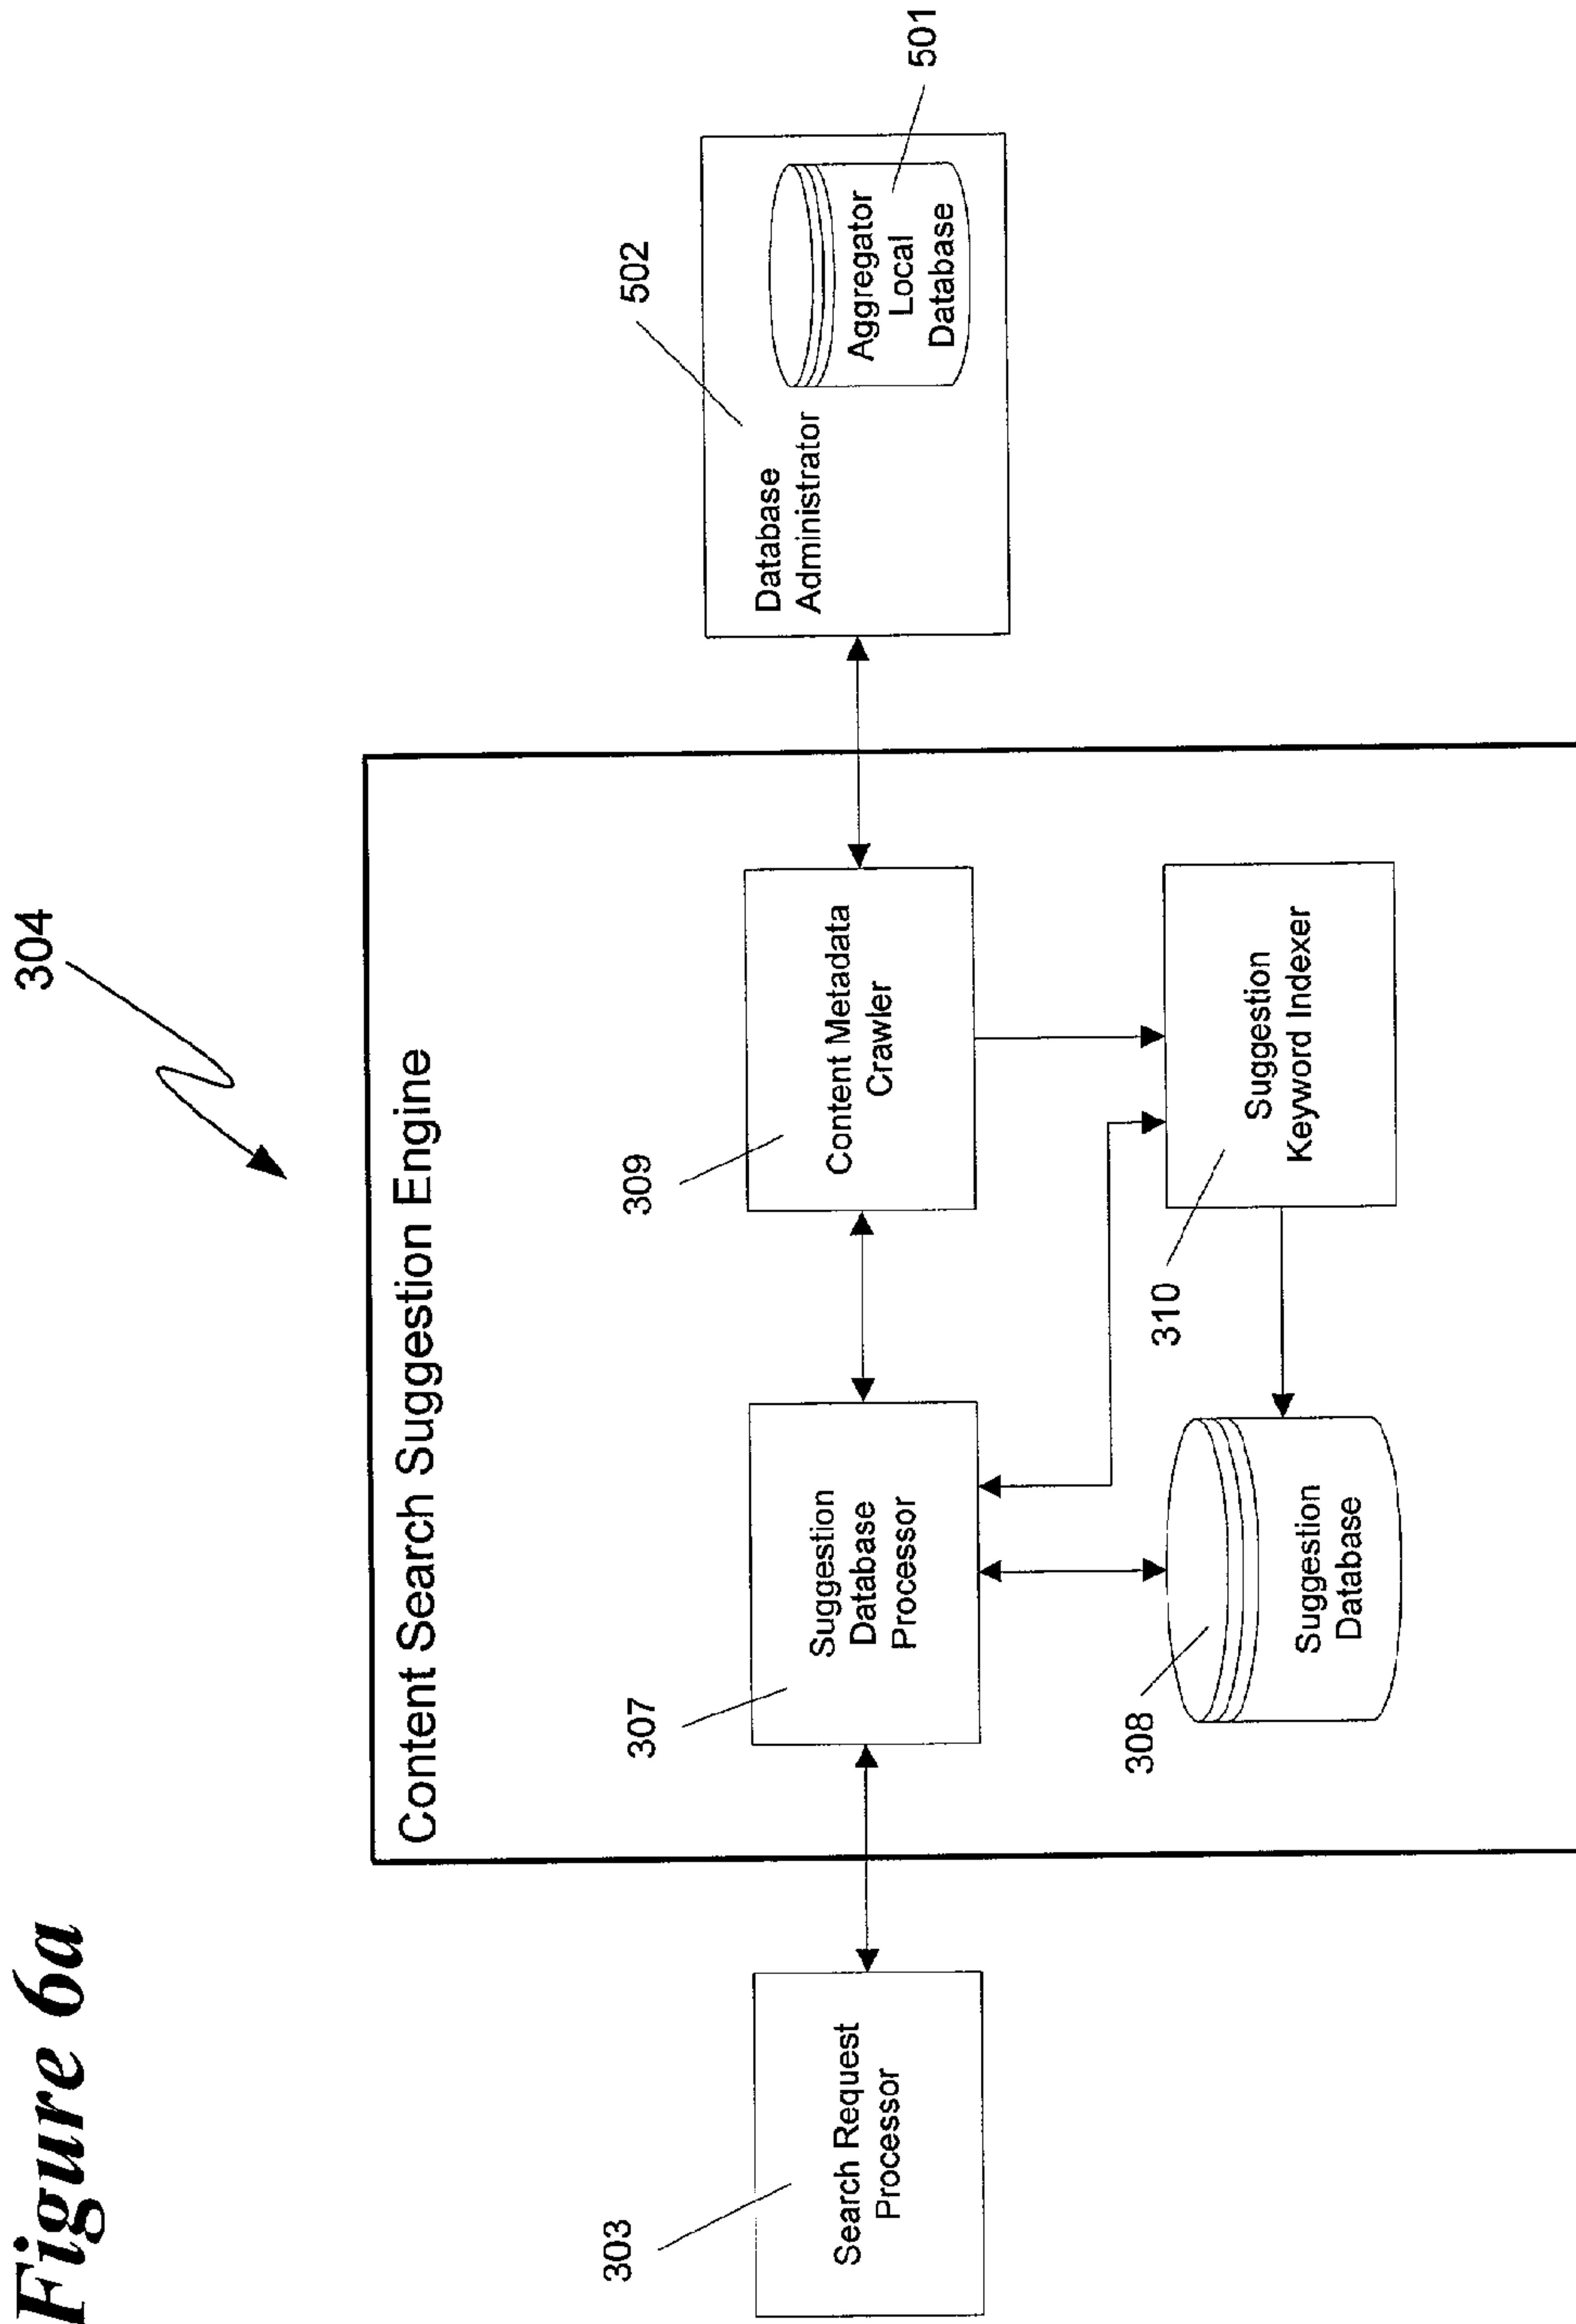 Figure 6a
304
Content Search Suggestion Engine
303
Search Request
Processor
307
Suggestion
Database
Processor
309
Content Metadata
Crawler
502
Database
Administrator
Aggregator
Local
Database
501
308
Suggestion
Database
310
Suggestion
Keyword Indexer